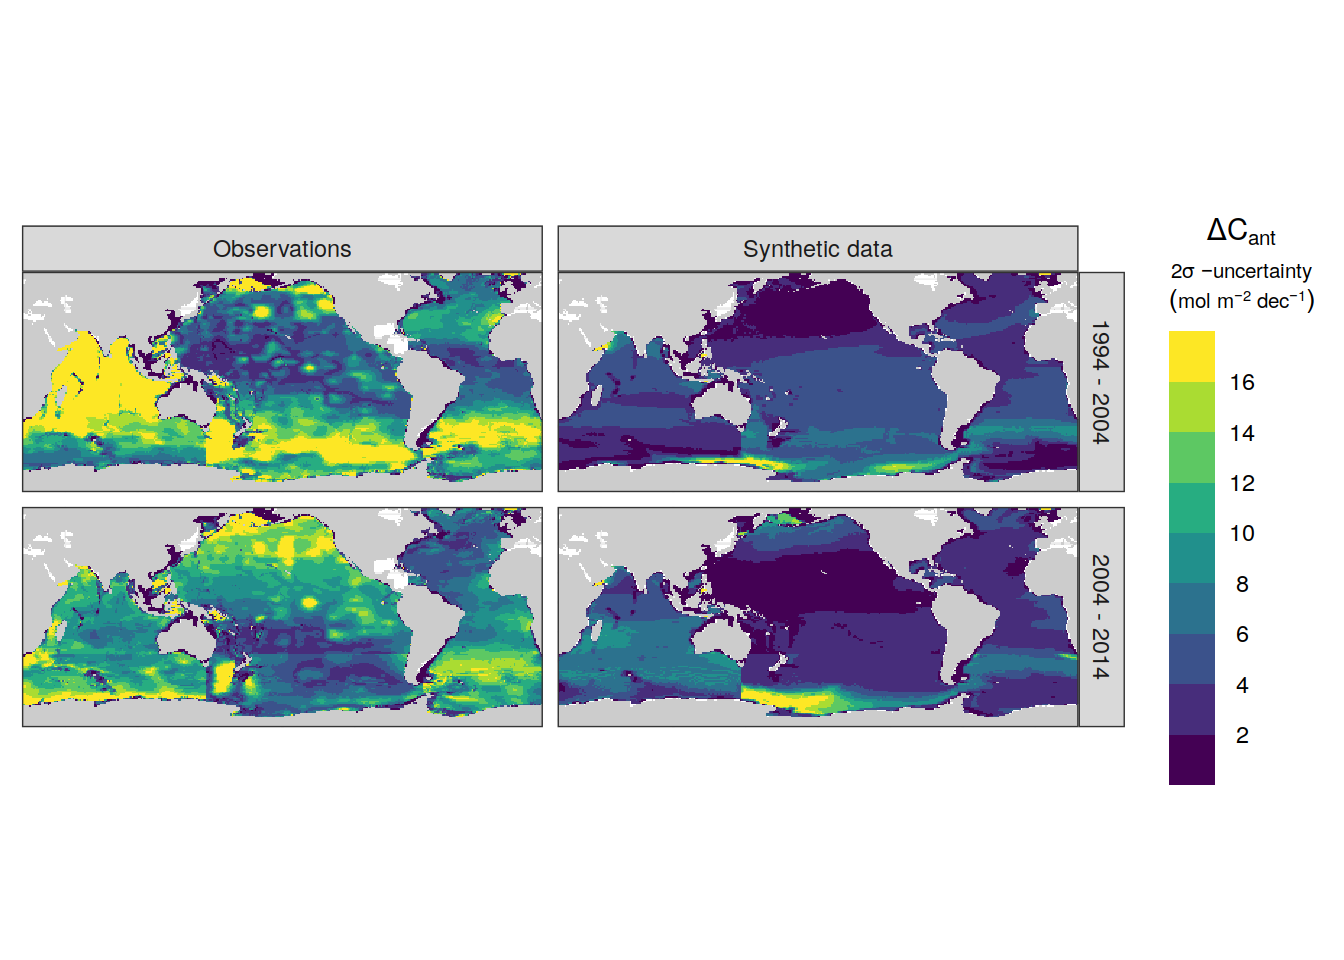 Observations
Synthetic data
1994 - 2004
2004 - 2014
ΔCant
2σ −uncertainty
(mol m−2 dec−1)
16
14
12
10
8
6
4
2